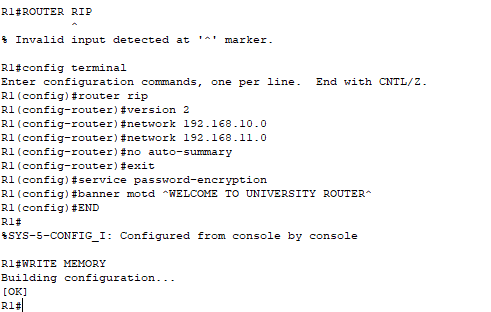 R1#ROUTER RIP
^
% Invalid input detected at '^' marker.
R1#config terminal
Enter configuration commands, one per line.  End with CNTL/Z.
R1(config)#router rip
R1(config-router)#version 2
R1(config-router)#network 192.168.10.0
R1(config-router)#network 192.168.11.0
R1(config-router)#no auto-summary
R1(config-router)#exit
R1(config)#service password-encryption
R1(config)#banner motd ^WELCOME TO UNIVERSITY ROUTER^
R1(config)#END
R1#
%SYS-5-CONFIG_I: Configured from console by console
R1#WRITE MEMORY
Building configuration...
[OK]
R1#